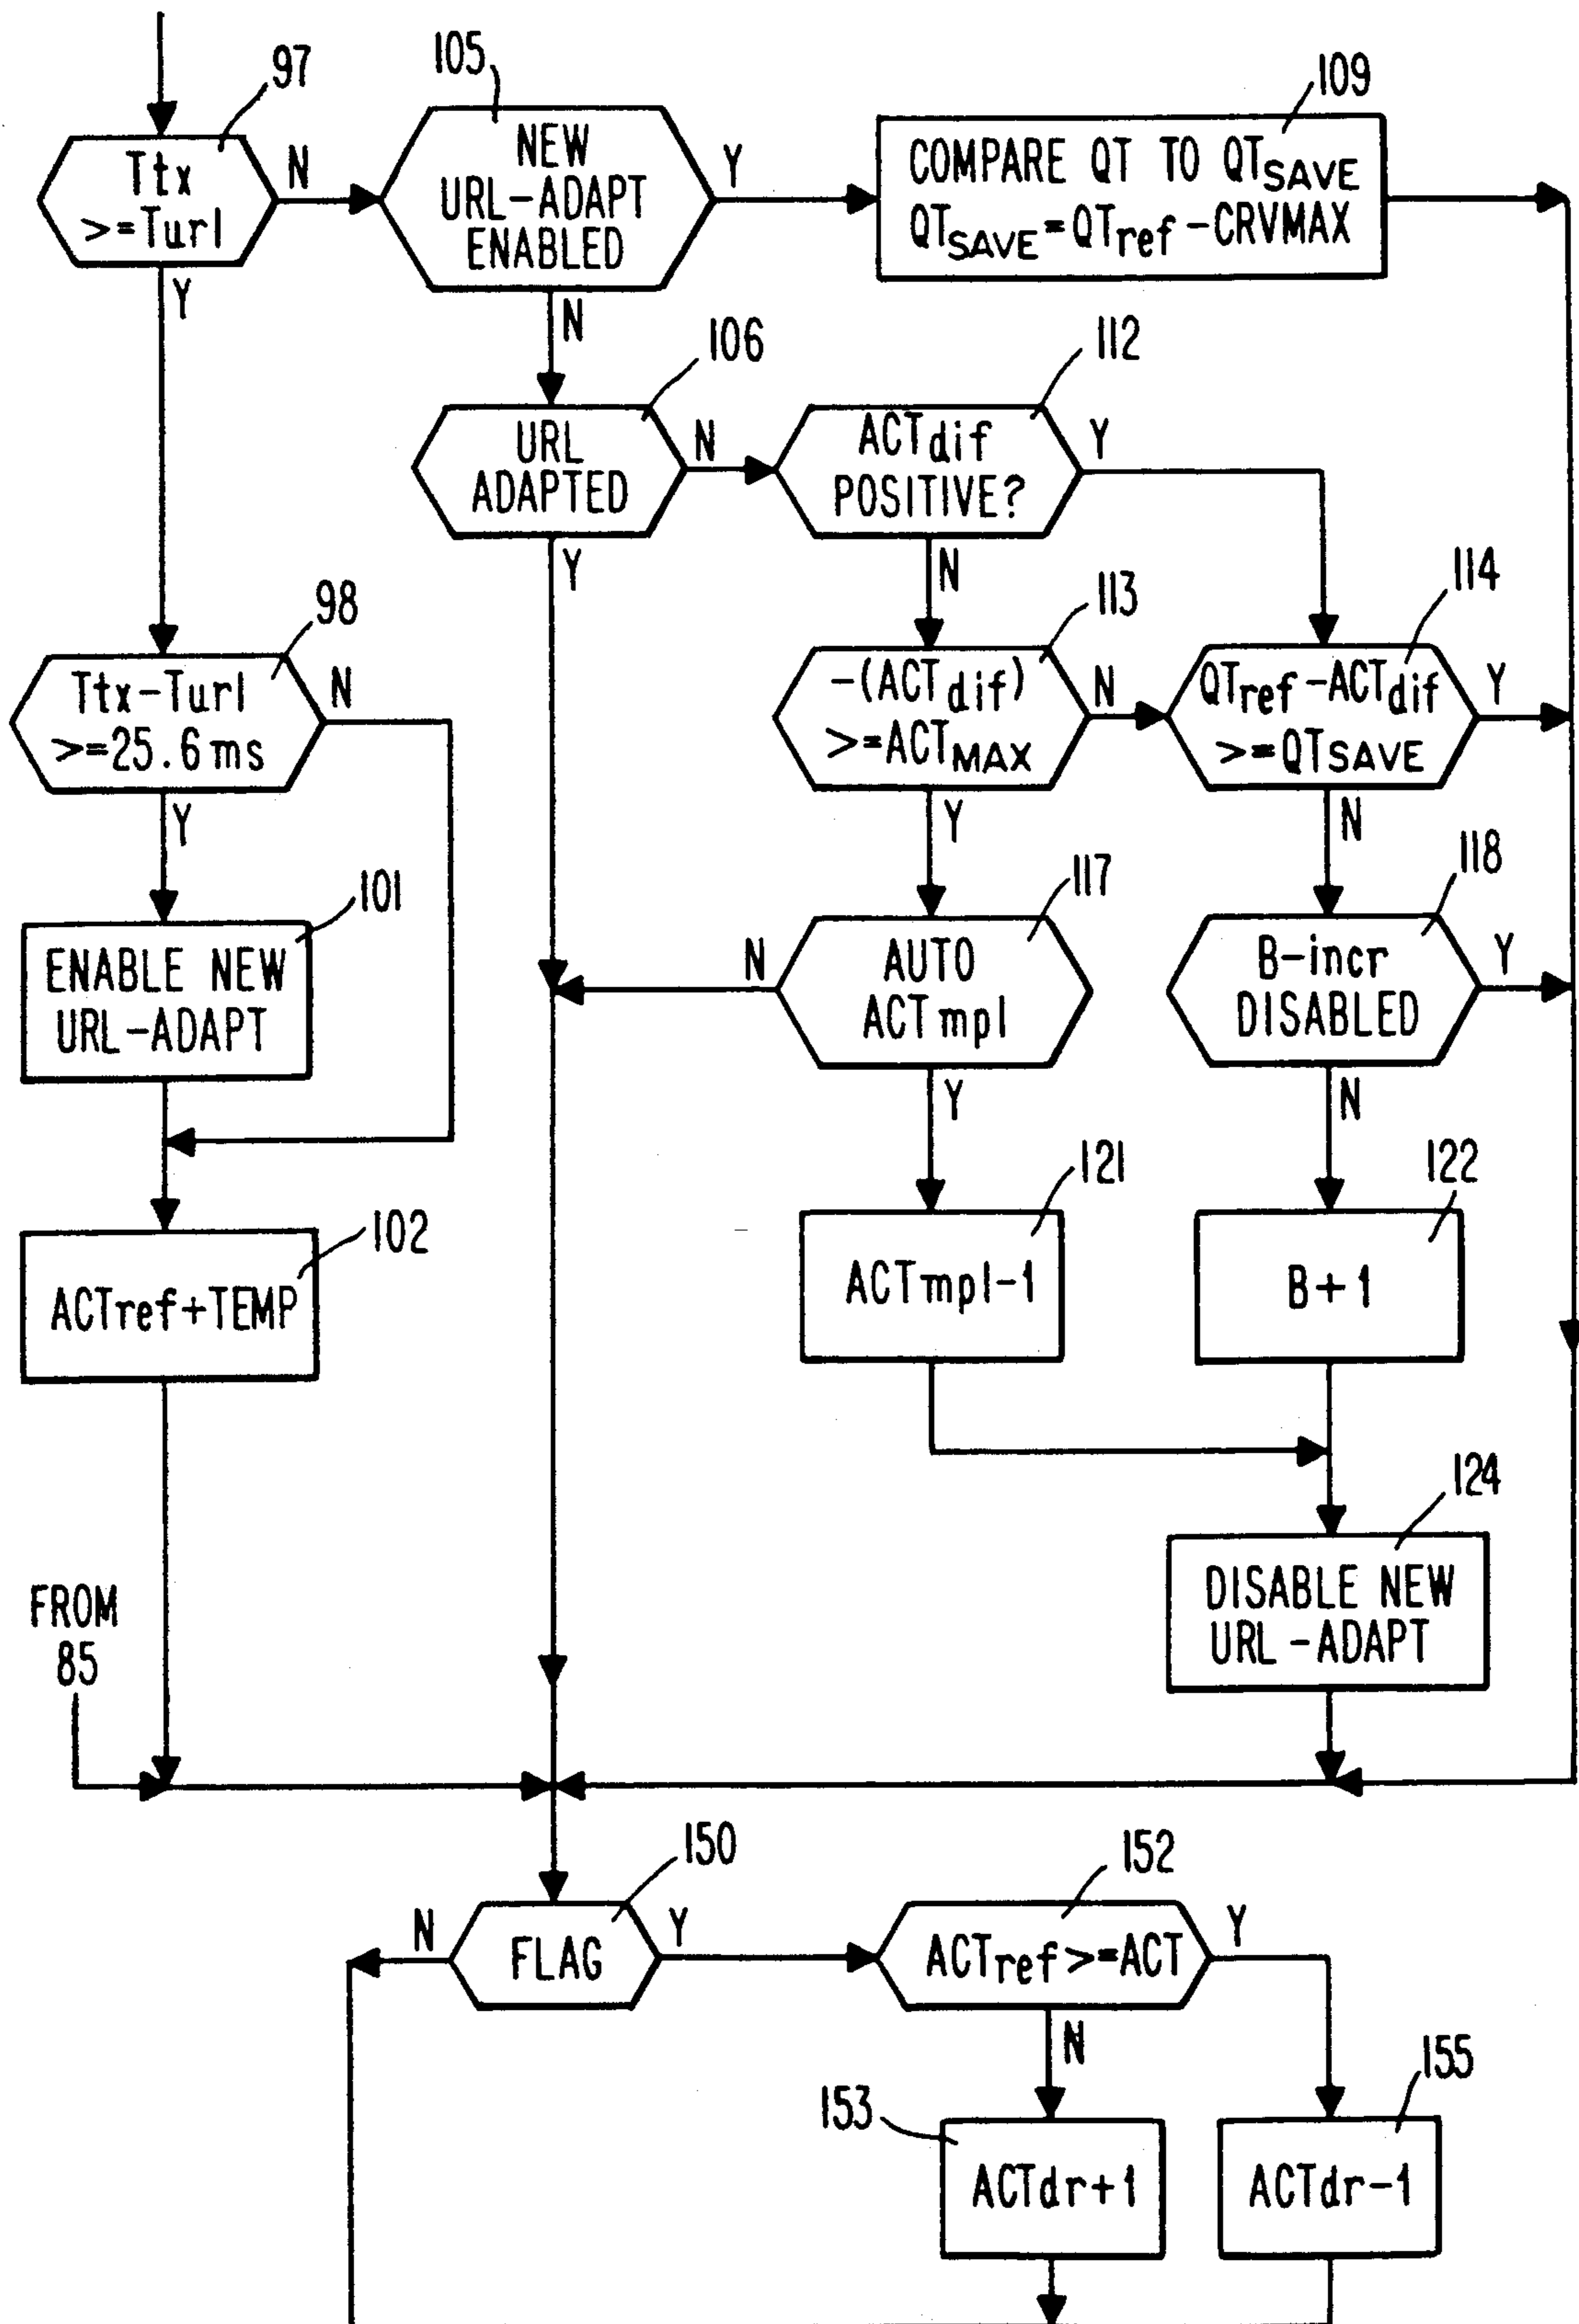 97
Ttx
>=Turl
N
Y
105
NEW
URL-ADAPT
ENABLED
Y
N
109
COMPARE QT TO QTSAVE
QTSAVE=QTref-CRVMAX
106
URL
ADAPTED
N
Y
112
ACTdif
POSITIVE?
Y
N
98
Ttx-Turl
>=25.6ms
N
Y
113
-(ACTdif)
>=ACTMAX
N
Y
114
QTref-ACTdif
>=QTSAVE
Y
N
101
ENABLE NEW
URL-ADAPT
117
AUTO
ACTmpl
N
Y
118
B-incr
DISABLED
Y
N
102
ACTref+TEMP
121
ACTmpl-1
122
B+1
124
DISABLE NEW
URL-ADAPT
FROM
85
150
FLAG
N
Y
152
ACTref>=ACT
Y
N
153
ACTdr+1
155
ACTdr-1